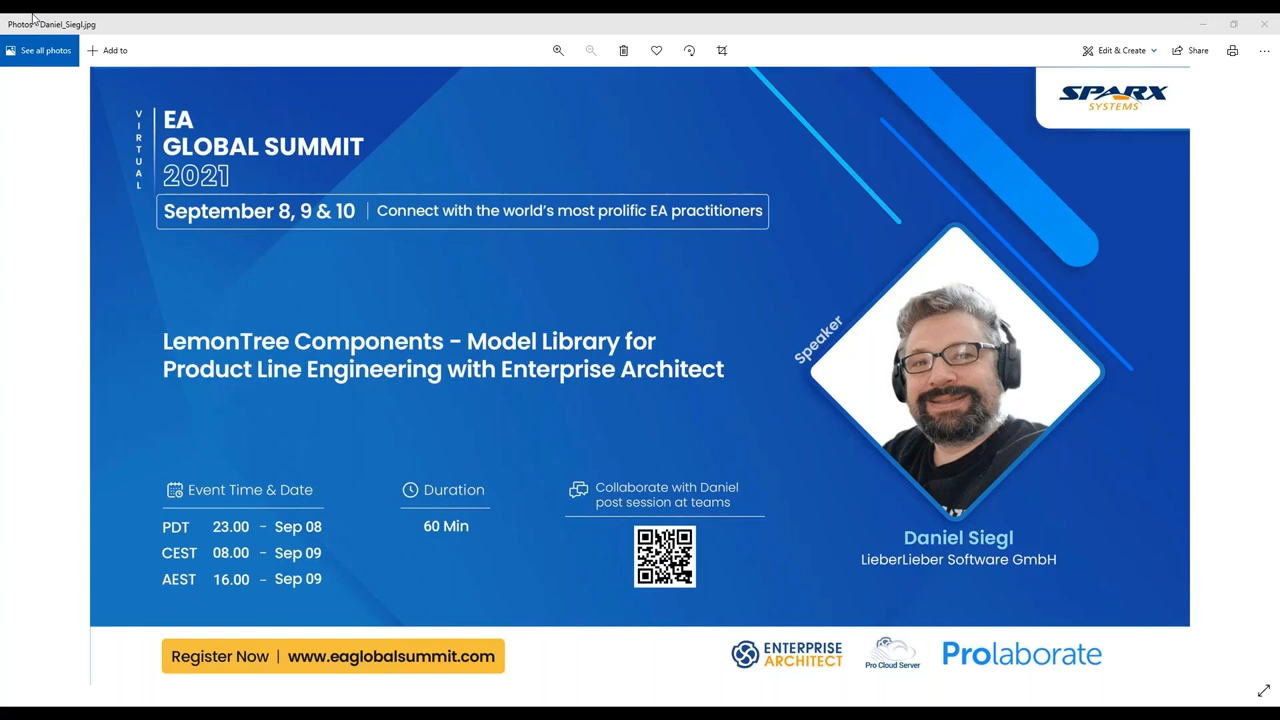 Photos - Daniel_Siegl.jpg
See all photos
Add to
Edit & Create
Share
SPARX
SYSTEMS
VIRTUAL
EA
GLOBAL SUMMIT
2021
September 8, 9 & 10 | Connect with the world's most prolific EA practitioners
Speaker
LemonTree Components - Model Library for
Product Line Engineering with Enterprise Architect
Event Time & Date
PDT 23.00 - Sep 08
CEST 08.00 - Sep 09
AEST 16.00 - Sep 09
Duration
60 Min
Collaborate with Daniel
post session at teams
Daniel Siegl
LieberLieber Software GmbH
Register Now | www.eaglobalsummit.com
ENTERPRISE
ARCHITECT
Pro Cloud Server
Prolaborate